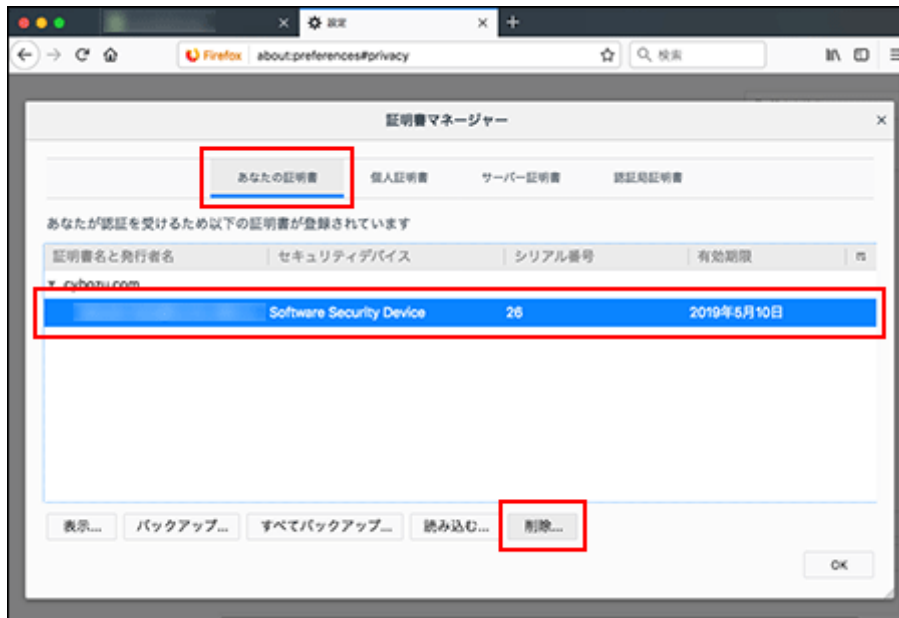 設定
Firefox about:preferences#privacy 検索
証明書マネージャー
あなたの証明書 個人証明書 サーバー証明書 認証局証明書
あなたが認証を受けるため以下の証明書が登録されています
証明書名と発行者名 セキュリティデバイス シリアル番号 有効期限
cybozu.com
Software Security Device 26 2019年5月10日
表示... バックアップ... すべてバックアップ... 読み込む... 削除...
OK